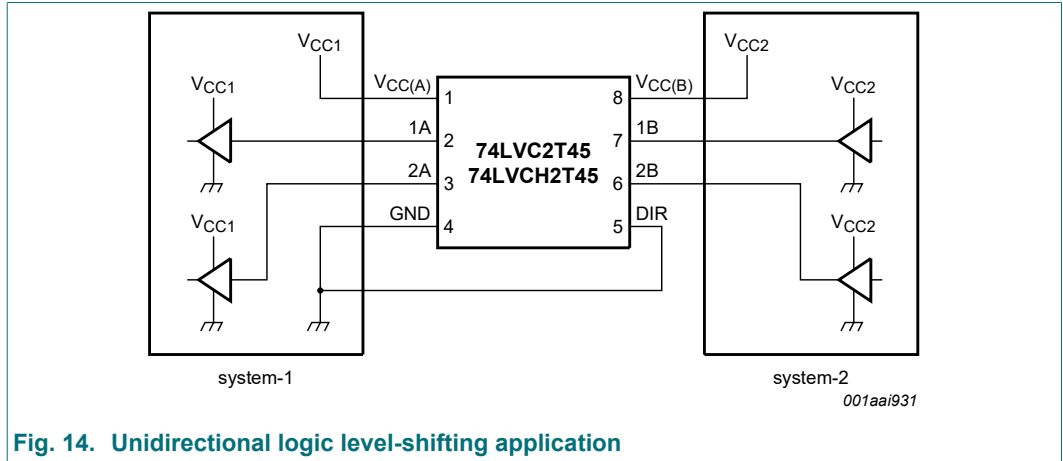 VCC1
VCC1
VCC(A)
1
1A
2
2A
3
GND
4
VCC1
74LVC2T45
74LVCH2T45
VCC2
VCC(B)
8
VCC2
1B
7
2B
6
DIR
5
VCC2
system-1
system-2
001aai931
Fig. 14. Unidirectional logic level-shifting application